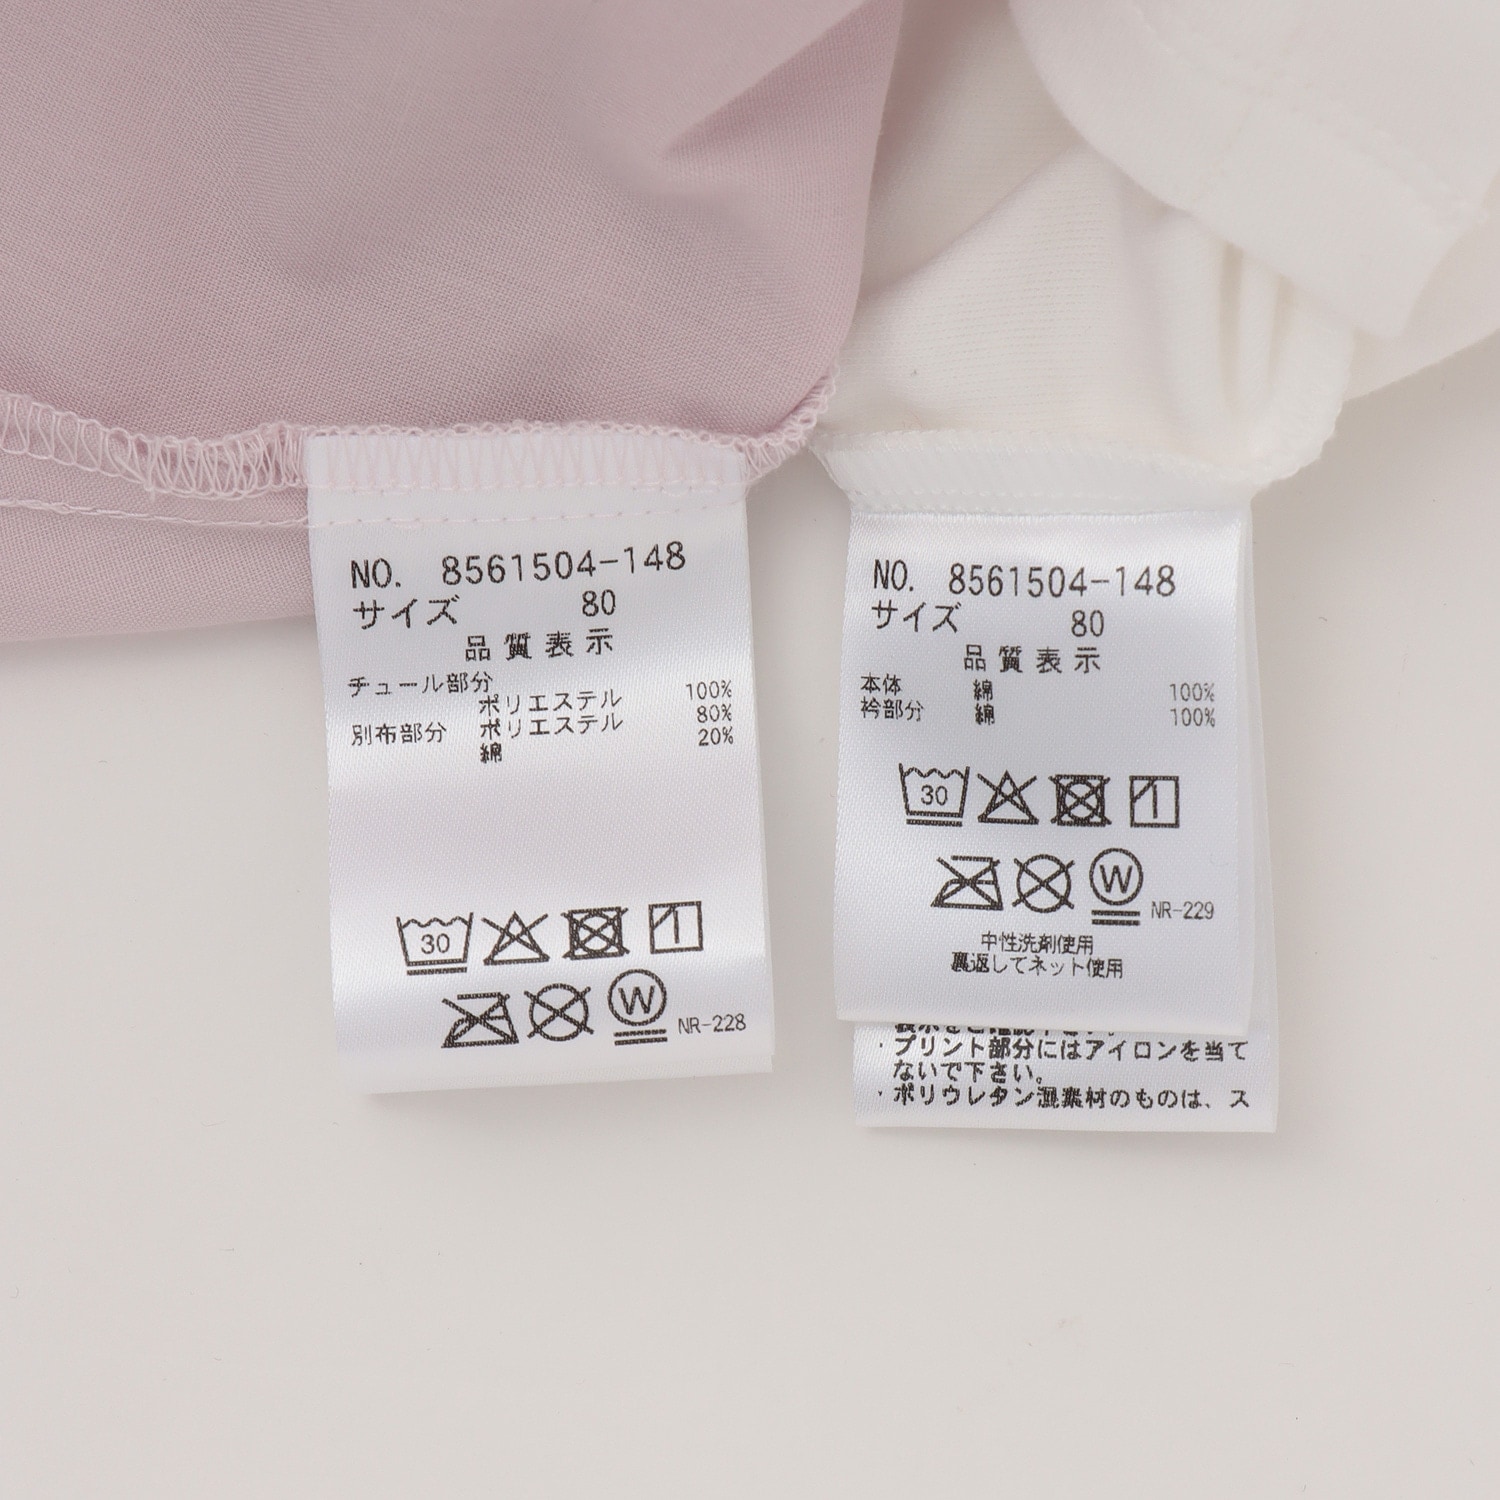 NO. 8561504-148
サイズ 80
品質表示
チュール部分
ポリエステル 100%
別布部分 ポリエステル 80%
綿 20%
30
W NR-228
NO. 8561504-148
サイズ 80
品質表示
本体 綿 100%
衿部分 綿 100%
30
W NR-229
中性洗剤使用
裏返してネット使用
・プリント部分にはアイロンを当て
ないで下さい。
・ポリウレタン混素材のものは、ス